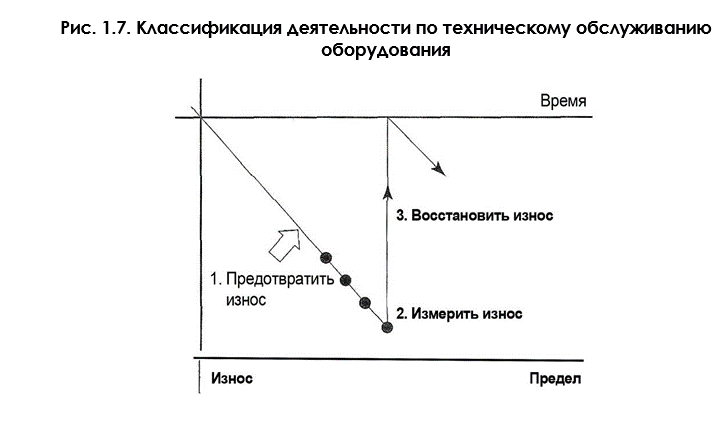 Рис. 1.7. Классификация деятельности по техническому обслуживанию
оборудования
Время
3. Восстановить износ
1. Предотвратить
износ
2. Измерить износ
Износ
Предел